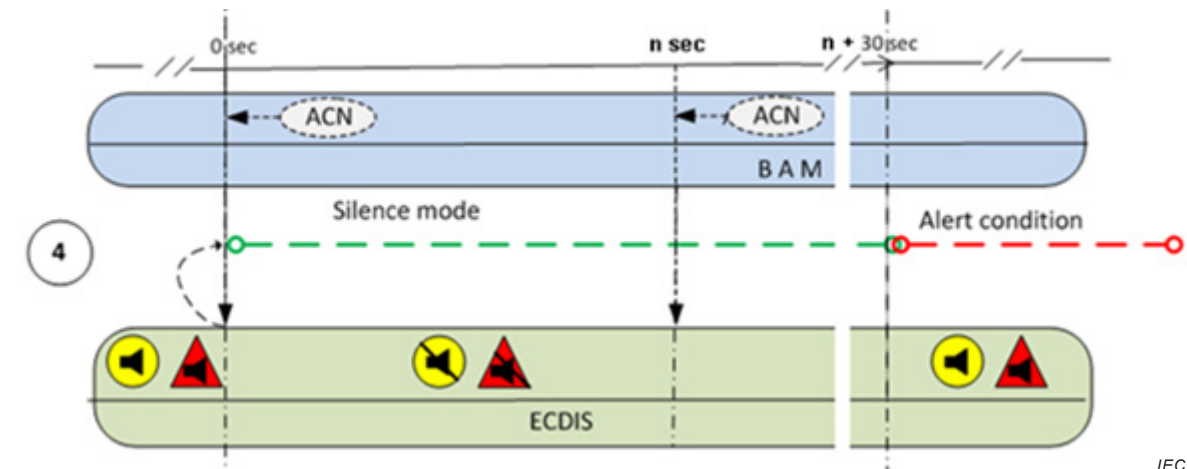 0 sec
n sec
n + 30 sec
ACN
ACN
B A M
Silence mode
Alert condition
4
ECDIS
IEC